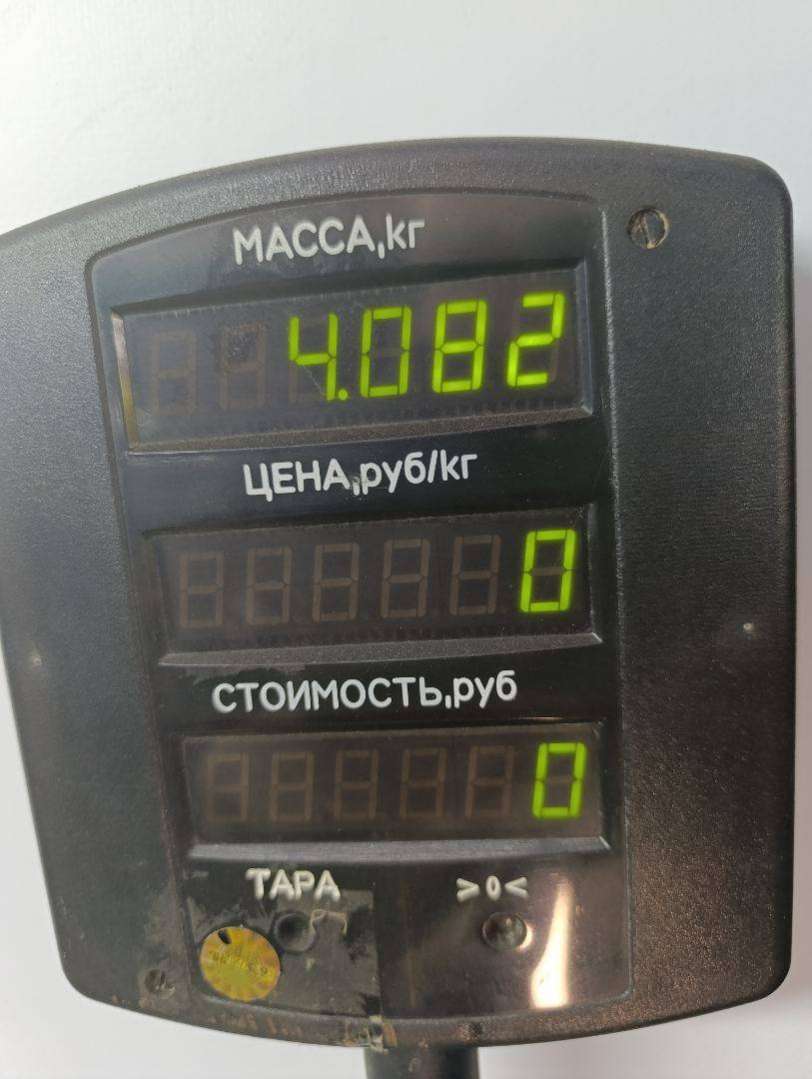 МАССА,кг
4.082
ЦЕНА,руб/кг
0
СТОИМОСТЬ,руб
0
ТАРА >0<